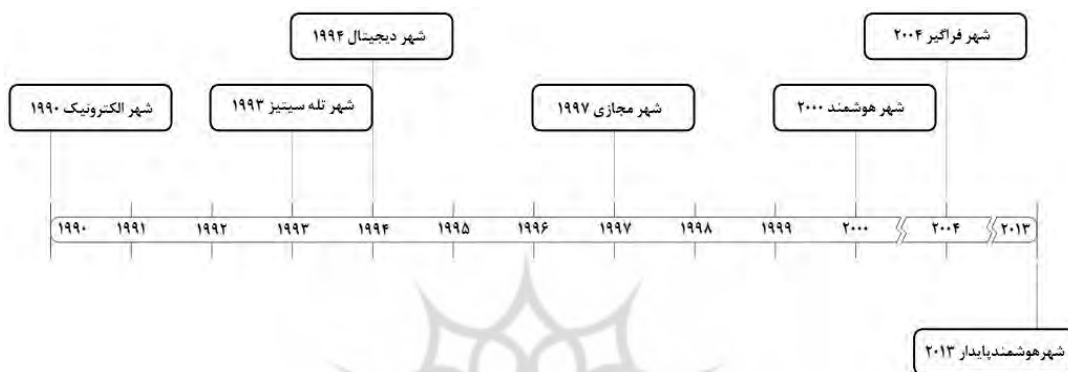 شهر فراگیر ۲۰۰۴
شهر دیجیتال ۱۹۹۴
شهر هوشمند ۲۰۰۰
شهر مجازی ۱۹۹۷
شهر تله سیتیز ۱۹۹۳
شهر الکترونیک ۱۹۹۰
۱۹۹۰ ۱۹۹۱ ۱۹۹۲ ۱۹۹۳ ۱۹۹۴ ۱۹۹۵ ۱۹۹۶ ۱۹۹۷ ۱۹۹۸ ۱۹۹۹ ۲۰۰۰ ۲۰۰۴ ۲۰۱۳
شهرهوشمندپایدار ۲۰۱۳